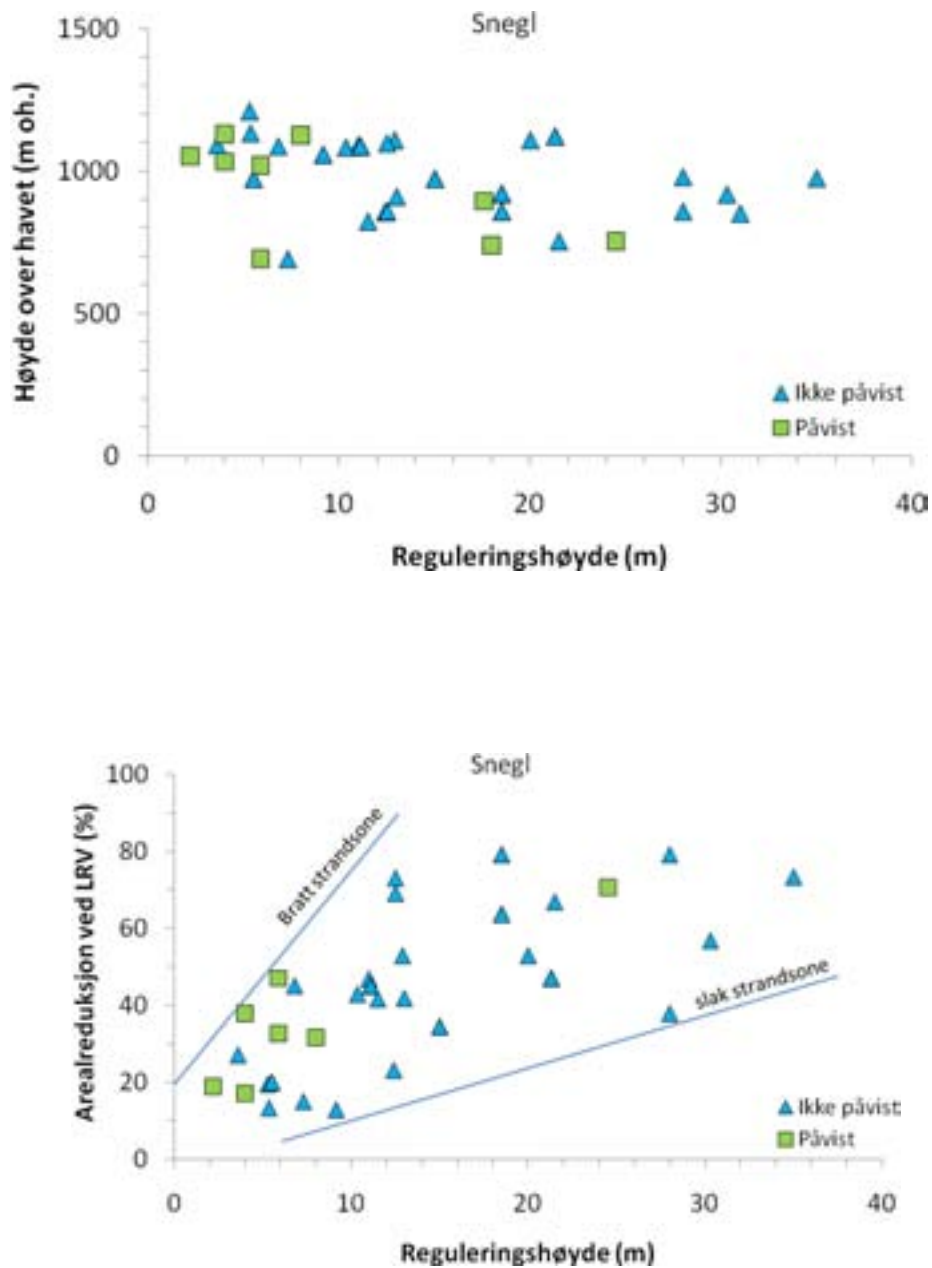 Snegl
1500
1000
500
0
Høyde over havet (m oh.)
Ikke påvist
Påvist
0 10 20 30 40
Reguleringshøyde (m)
Snegl
100
80
60
40
20
0
Arealreduksjon ved LRV (%)
Bratt strandsone
slak strandsone
Ikke påvist
Påvist
0 10 20 30 40
Reguleringshøyde (m)